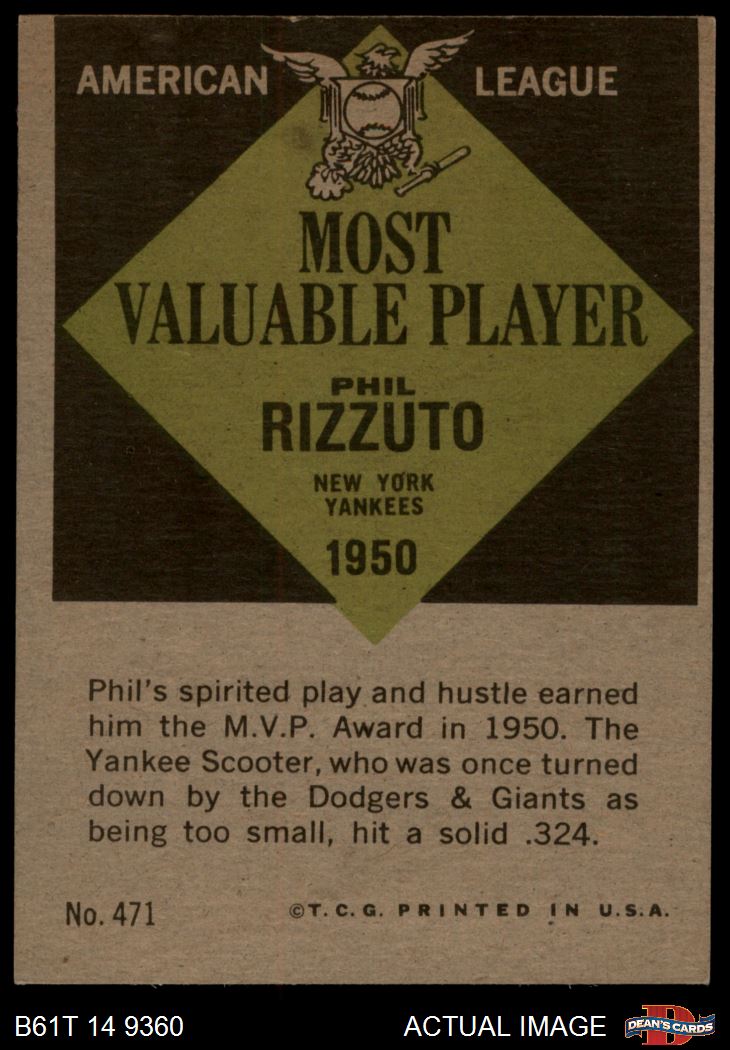 AMERICAN LEAGUE
MOST
VALUABLE PLAYER
PHIL
RIZZUTO
NEW YORK
YANKEES
1950
Phil's spirited play and hustle earned
him the M.V.P. Award in 1950. The
Yankee Scooter, who was once turned
down by the Dodgers & Giants as
being too small, hit a solid .324.
No. 471 ©T. C. G. PRINTED IN U.S.A.
B61T 14 9360 ACTUAL IMAGE D DEAN'S CARDS